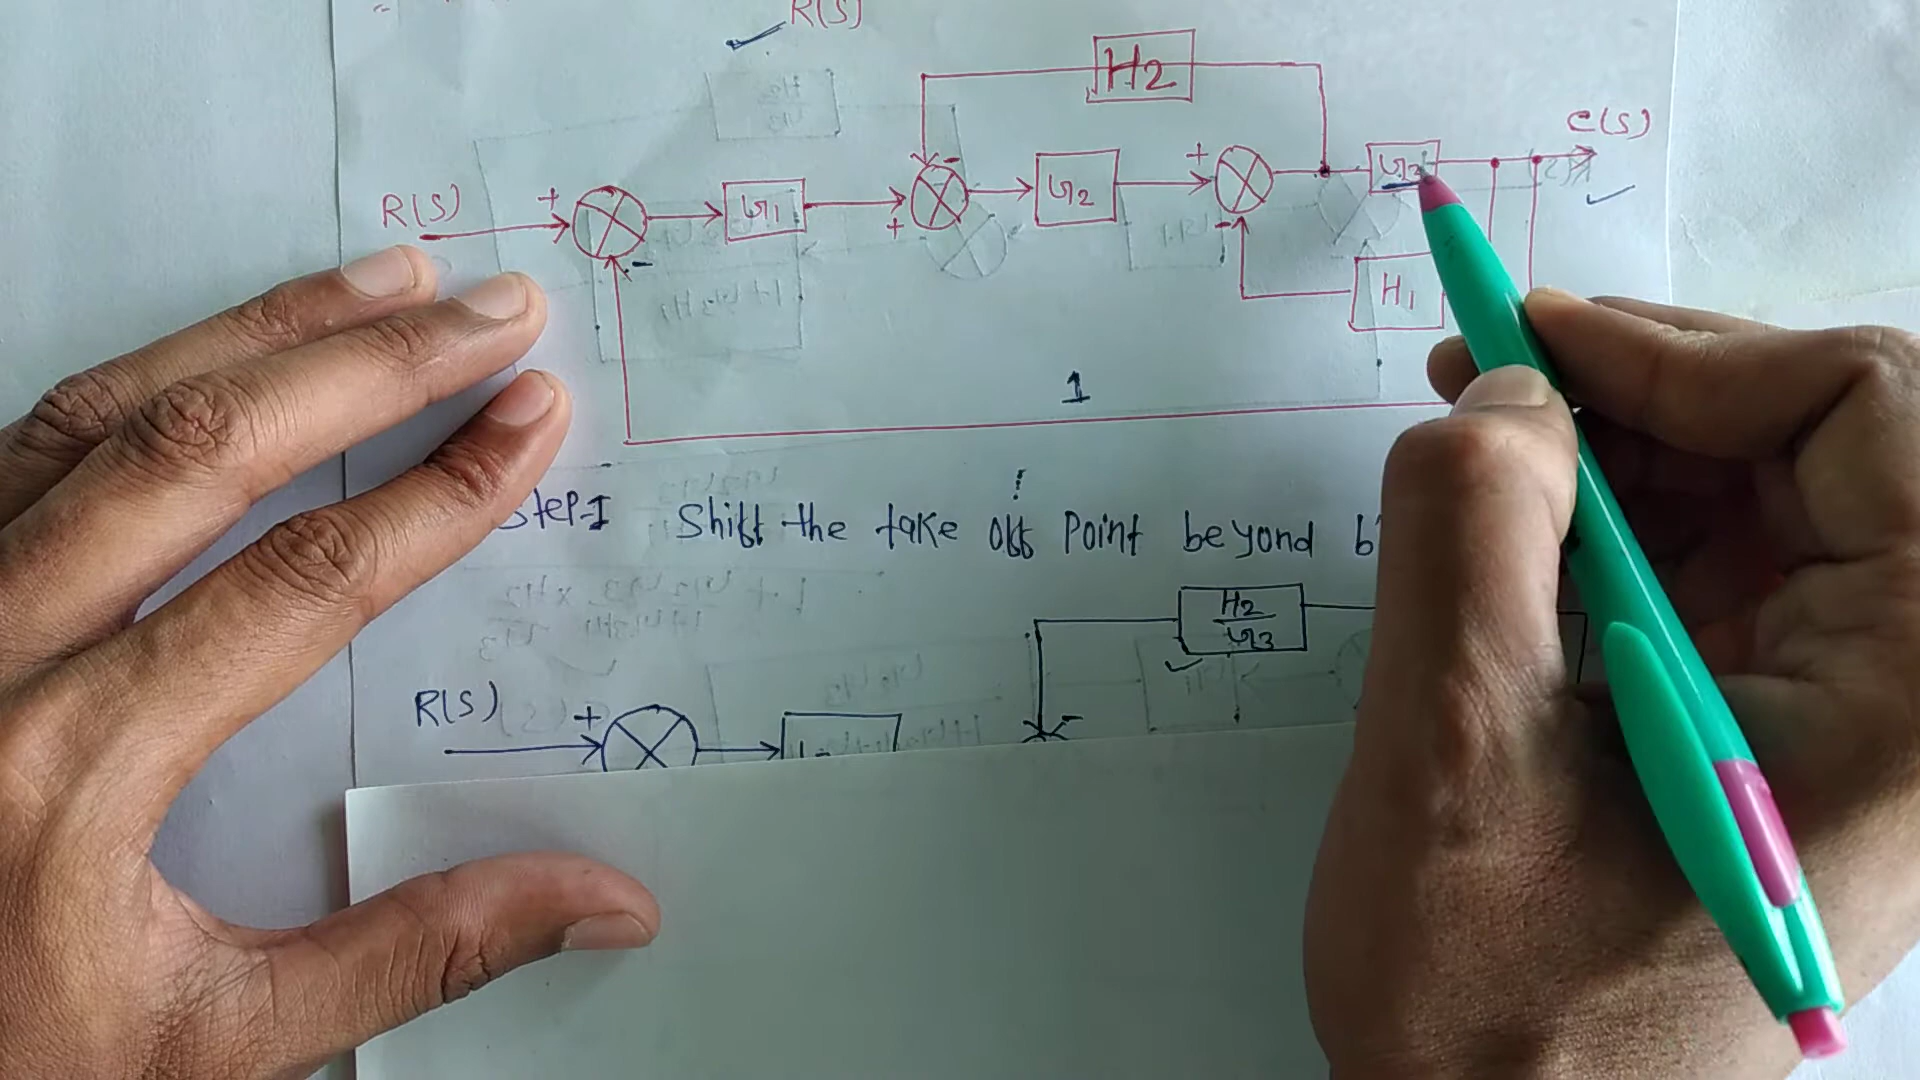 R(S)
H2
C(S)
R(S) + - G1 + - G2 + - G3
H1
1
Step-I Shift the take off Point beyond
H2
G3
R(S) + -